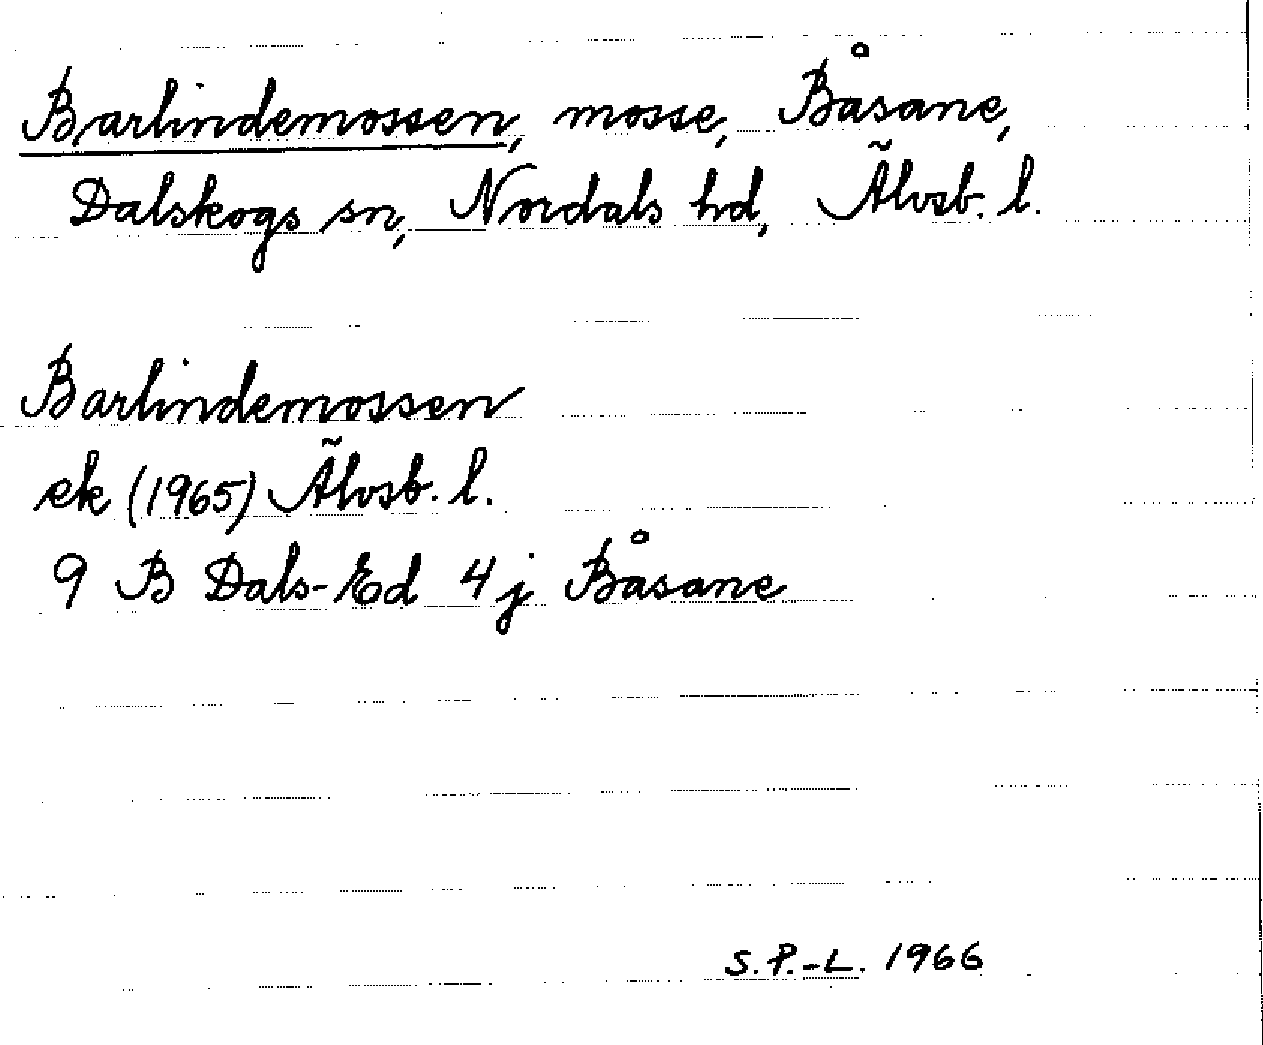 Barlindemossen, mosse, Båsane,
Dalskogs sn, Nordals hd, Älvsb. l.
Barlindemossen
ek (1965) Älvsb. l.
9 B Dals-Ed 4 j Båsane
S.P.-L. 1966